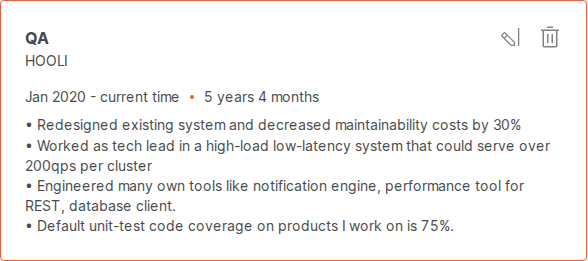 QA
HOOLI
Jan 2020 - current time • 5 years 4 months
• Redesigned existing system and decreased maintainability costs by 30%
• Worked as tech lead in a high-load low-latency system that could serve over
200qps per cluster
• Engineered many own tools like notification engine, performance tool for
REST, database client.
• Default unit-test code coverage on products I work on is 75%.